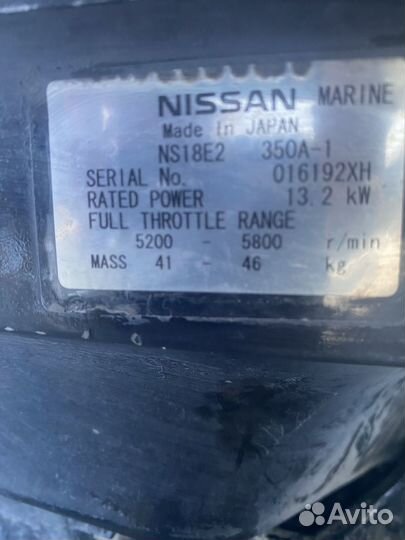 NISSAN MARINE
Made In JAPAN
NS18E2 350A-1
SERIAL No. 016192XH
RATED POWER 13.2 kW
FULL THROTTLE RANGE
5200 - 5800 r/min
MASS 41 - 46 kg
Avito